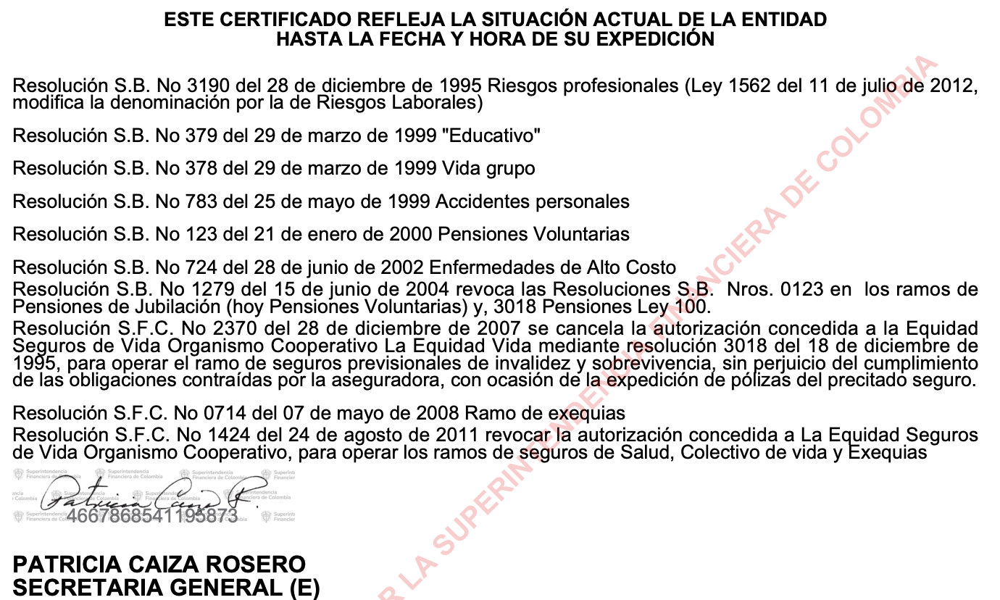 ESTE CERTIFICADO REFLEJA LA SITUACIÓN ACTUAL DE LA ENTIDAD
HASTA LA FECHA Y HORA DE SU EXPEDICIÓN
Resolución S.B. No 3190 del 28 de diciembre de 1995 Riesgos profesionales (Ley 1562 del 11 de julio de 2012,
modifica la denominación por la de Riesgos Laborales)
Resolución S.B. No 379 del 29 de marzo de 1999 "Educativo"
Resolución S.B. No 378 del 29 de marzo de 1999 Vida grupo
Resolución S.B. No 783 del 25 de mayo de 1999 Accidentes personales
Resolución S.B. No 123 del 21 de enero de 2000 Pensiones Voluntarias
Resolución S.B. No 724 del 28 de junio de 2002 Enfermedades de Alto Costo
Resolución S.B. No 1279 del 15 de junio de 2004 revoca las Resoluciones S.B. Nros. 0123 en los ramos de
Pensiones de Jubilación (hoy Pensiones Voluntarias) y, 3018 Pensiones Ley 100.
Resolución S.F.C. No 2370 del 28 de diciembre de 2007 se cancela la autorización concedida a la Equidad
Seguros de Vida Organismo Cooperativo La Equidad Vida mediante resolución 3018 del 18 de diciembre de
1995, para operar el ramo de seguros previsionales de invalidez y sobrevivencia, sin perjuicio del cumplimiento
de las obligaciones contraídas por la aseguradora, con ocasión de la expedición de pólizas del precitado seguro.
Resolución S.F.C. No 0714 del 07 de mayo de 2008 Ramo de exequias
Resolución S.F.C. No 1424 del 24 de agosto de 2011 revocar la autorización concedida a La Equidad Seguros
de Vida Organismo Cooperativo, para operar los ramos de seguros de Salud, Colectivo de vida y Exequias
Superintendencia Financiera de Colombia
Patricia Caiza R.
4667868541195873
PATRICIA CAIZA ROSERO
SECRETARIA GENERAL (E)
LA SUPERINTENDENCIA FINANCIERA DE COLOMBIA